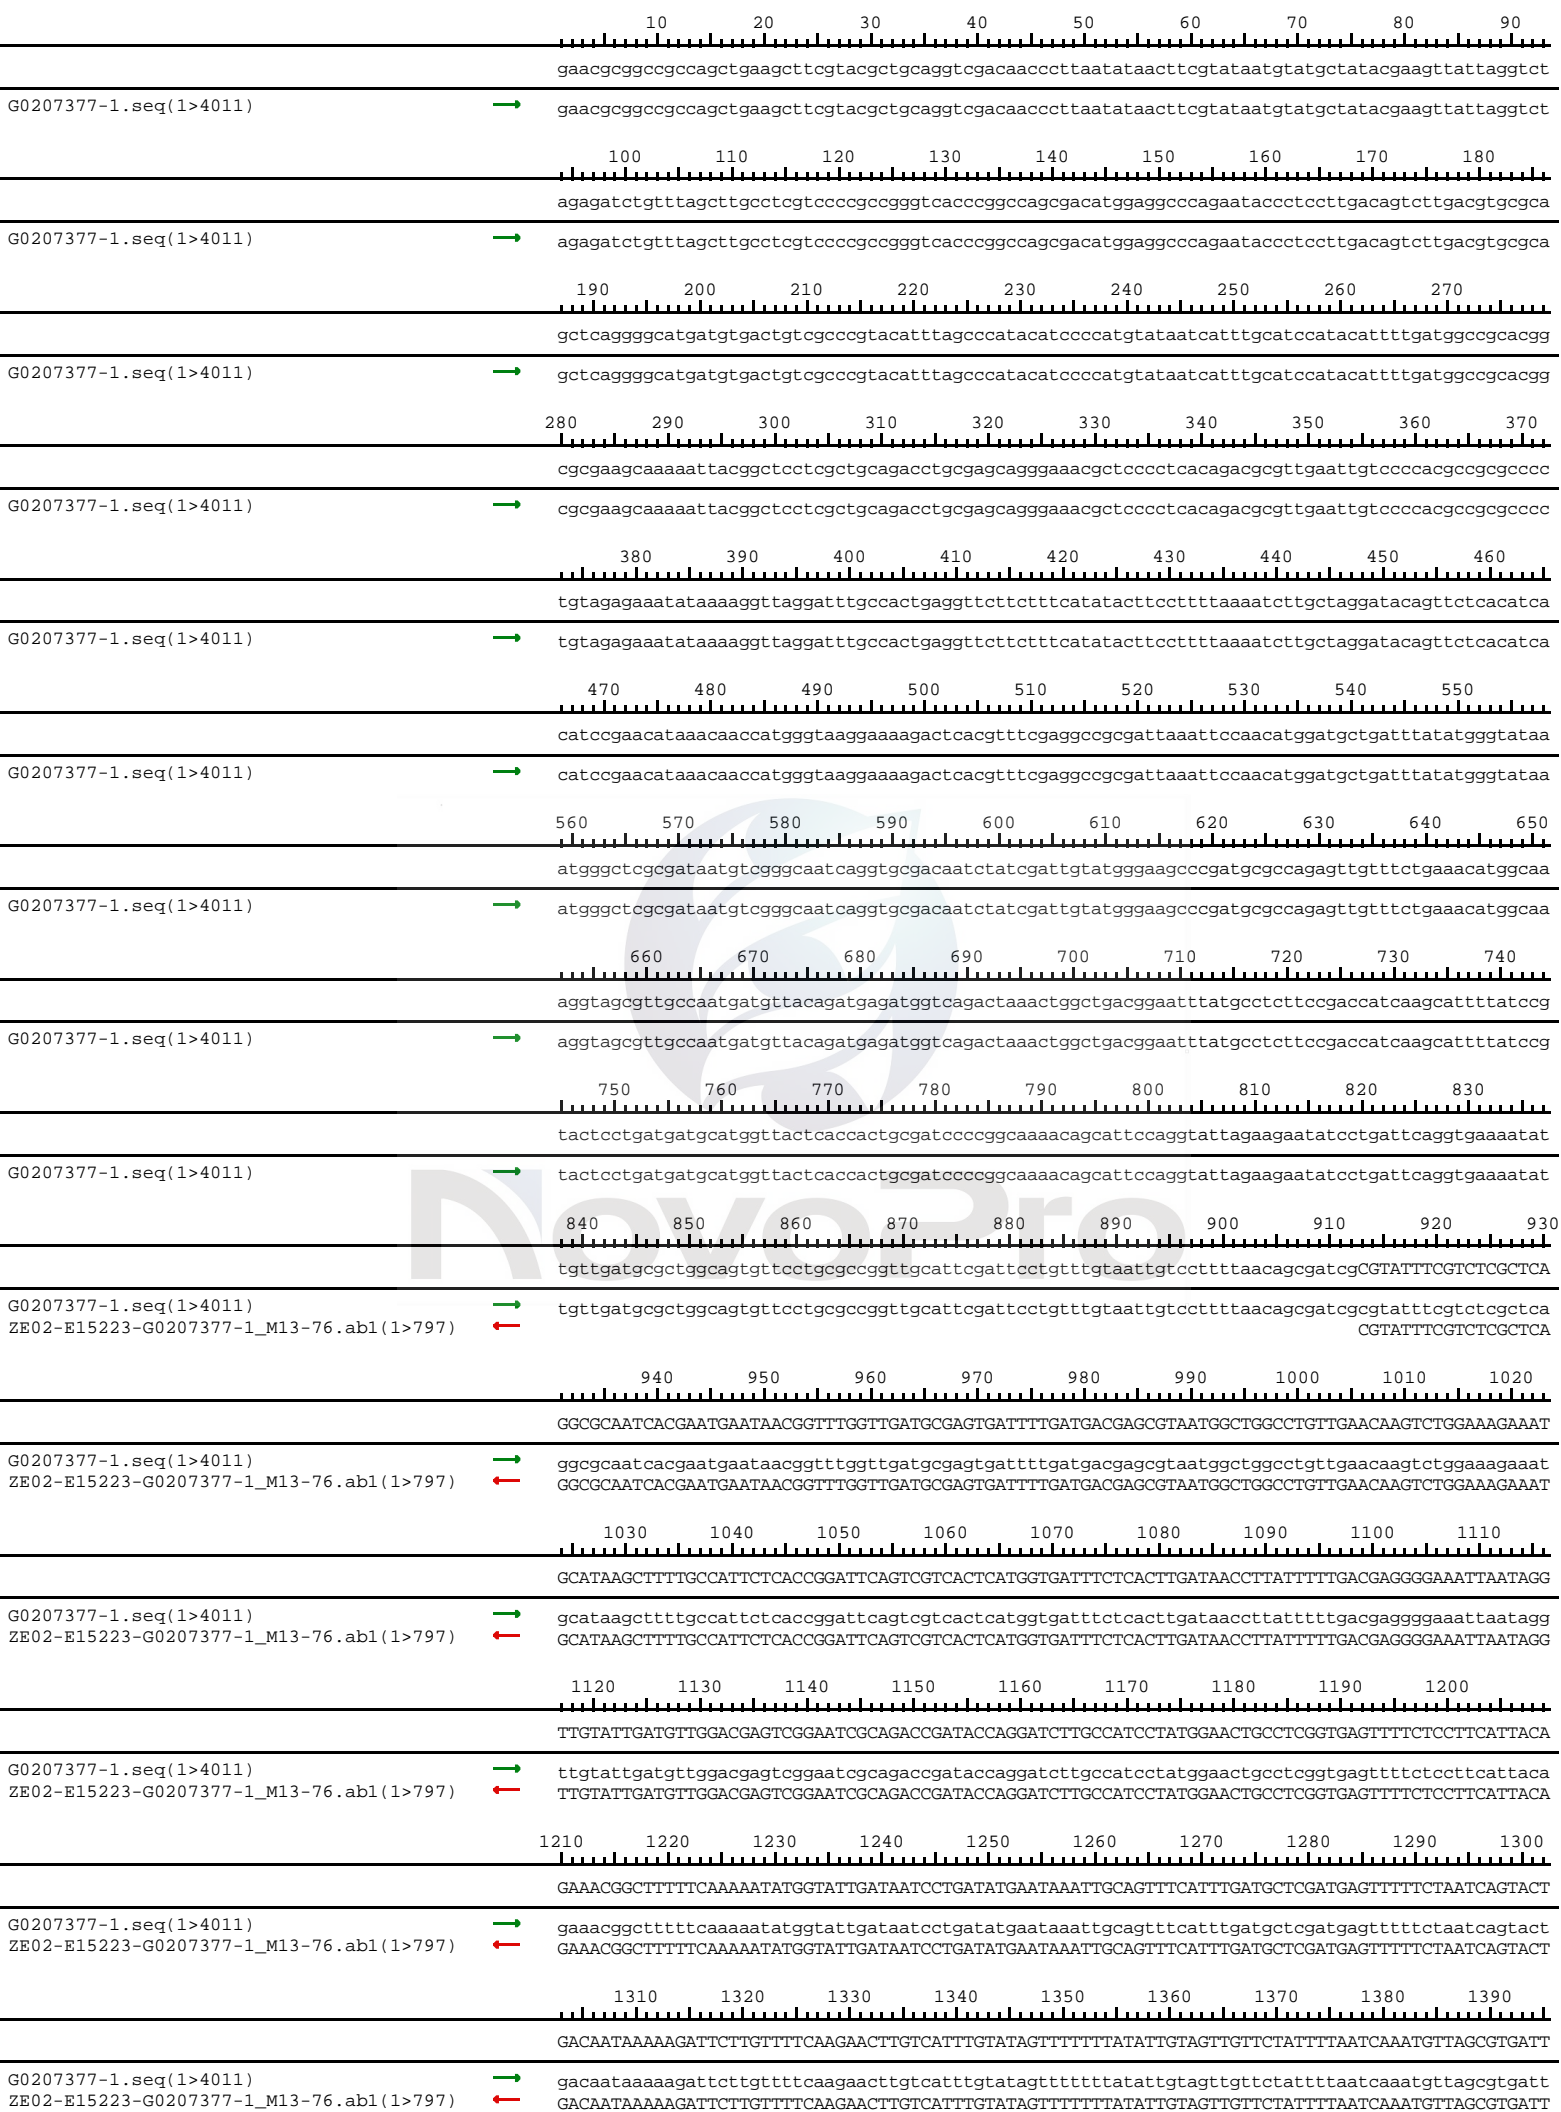 10 20 30 40 50 60 70 80 90
gaacgcggccgccagctgaagcttcgtacgctgcaggtcgacaacccttaatataacttcgtataatgtatgctatacgaagttattaggtct
G0207377-1.seq(1>4011) gaacgcggccgccagctgaagcttcgtacgctgcaggtcgacaacccttaatataacttcgtataatgtatgctatacgaagttattaggtct
100 110 120 130 140 150 160 170 180
agagatctgtttagcttgcctcgtccccgccgggtcacccggccagcgacatggaggcccagaataccctccttgacagtcttgacgtgcgca
G0207377-1.seq(1>4011) agagatctgtttagcttgcctcgtccccgccgggtcacccggccagcgacatggaggcccagaataccctccttgacagtcttgacgtgcgca
190 200 210 220 230 240 250 260 270
gctcaggggcatgatgtgactgtcgcccgtacatttagcccatacatccccatgtataatcatttgcatccatacattttgatggccgcacgg
G0207377-1.seq(1>4011) gctcaggggcatgatgtgactgtcgcccgtacatttagcccatacatccccatgtataatcatttgcatccatacattttgatggccgcacgg
280 290 300 310 320 330 340 350 360 370
cgcgaagcaaaaattacggctcctcgctgcagacctgcgagcagggaaacgctcccctcacagacgcgttgaattgtccccacgccgcgcccc
G0207377-1.seq(1>4011) cgcgaagcaaaaattacggctcctcgctgcagacctgcgagcagggaaacgctcccctcacagacgcgttgaattgtccccacgccgcgcccc
380 390 400 410 420 430 440 450 460
tgtagagaaatataaaaggttaggatttgccactgaggttcttctttcatatacttccttttaaaatcttgctaggatacagttctcacatca
G0207377-1.seq(1>4011) tgtagagaaatataaaaggttaggatttgccactgaggttcttctttcatatacttccttttaaaatcttgctaggatacagttctcacatca
470 480 490 500 510 520 530 540 550
catccgaacataaacaaccatgggtaaggaaaagactcacgtttcgaggccgcgattaaattccaacatggatgctgatttatatgggtataa
G0207377-1.seq(1>4011) catccgaacataaacaaccatgggtaaggaaaagactcacgtttcgaggccgcgattaaattccaacatggatgctgatttatatgggtataa
560 570 580 590 600 610 620 630 640 650
atgggctcgcgataatgtcgggcaatcaggtgcgacaatctatcgattgtatgggaagcccgatgcgccagagttgtttctgaaacatggcaa
G0207377-1.seq(1>4011) atgggctcgcgataatgtcgggcaatcaggtgcgacaatctatcgattgtatgggaagcccgatgcgccagagttgtttctgaaacatggcaa
660 670 680 690 700 710 720 730 740
aggtagcgttgccaatgatgttacagatgagatggtcagactaaactggctgacggaatttatgcctcttccgaccatcaagcattttatccg
G0207377-1.seq(1>4011) aggtagcgttgccaatgatgttacagatgagatggtcagactaaactggctgacggaatttatgcctcttccgaccatcaagcattttatccg
750 760 770 780 790 800 810 820 830
tactcctgatgatgcatggttactcaccactgcgatccccggcaaaacagcattccaggtattagaagaatatcctgattcaggtgaaaatat
G0207377-1.seq(1>4011) tactcctgatgatgcatggttactcaccactgcgatccccggcaaaacagcattccaggtattagaagaatatcctgattcaggtgaaaatat
NovoPro
840 850 860 870 880 890 900 910 920 930
tgttgatgcgctggcagtgttcctgcgccggttgcattcgattcctgtttgtaattgtccttttaacagcgatcgCGTATTTCGTCTCGCTCA
G0207377-1.seq(1>4011) tgttgatgcgctggcagtgttcctgcgccggttgcattcgattcctgtttgtaattgtccttttaacagcgatcgcgtatttcgtctcgctca
ZE02-E15223-G0207377-1_M13-76.ab1(1>797) CGTATTTCGTCTCGCTCA
940 950 960 970 980 990 1000 1010 1020
GGCGCAATCACGAATGAATAACGGTTTGGTTGATGCGAGTGATTTTGATGACGAGCGTAATGGCTGGCCTGTTGAACAAGTCTGGAAAGAAAT
G0207377-1.seq(1>4011) ggcgcaatcacgaatgaataacggtttggttgatgcgagtgattttgatgacgagcgtaatggctggcctgttgaacaagtctggaaagaaat
ZE02-E15223-G0207377-1_M13-76.ab1(1>797) GGCGCAATCACGAATGAATAACGGTTTGGTTGATGCGAGTGATTTTGATGACGAGCGTAATGGCTGGCCTGTTGAACAAGTCTGGAAAGAAAT
1030 1040 1050 1060 1070 1080 1090 1100 1110
GCATAAGCTTTTGCCATTCTCACCGGATTCAGTCGTCACTCATGGTGATTTCTCACTTGATAACCTTATTTTTGACGAGGGGAAATTAATAGG
G0207377-1.seq(1>4011) gcataagcttttgccattctcaccggattcagtcgtcactcatggtgatttctcacttgataaccttatttttgacgaggggaaattaatagg
ZE02-E15223-G0207377-1_M13-76.ab1(1>797) GCATAAGCTTTTGCCATTCTCACCGGATTCAGTCGTCACTCATGGTGATTTCTCACTTGATAACCTTATTTTTGACGAGGGGAAATTAATAGG
1120 1130 1140 1150 1160 1170 1180 1190 1200
TTGTATTGATGTTGGACGAGTCGGAATCGCAGACCGATACCAGGATCTTGCCATCCTATGGAACTGCCTCGGTGAGTTTTCTCCTTCATTACA
G0207377-1.seq(1>4011) ttgtattgatgttggacgagtcggaatcgcagaccgataccaggatcttgccatcctatggaactgcctcggtgagttttctccttcattaca
ZE02-E15223-G0207377-1_M13-76.ab1(1>797) TTGTATTGATGTTGGACGAGTCGGAATCGCAGACCGATACCAGGATCTTGCCATCCTATGGAACTGCCTCGGTGAGTTTTCTCCTTCATTACA
1210 1220 1230 1240 1250 1260 1270 1280 1290 1300
GAAACGGCTTTTTCAAAAATATGGTATTGATAATCCTGATATGAATAAATTGCAGTTTCATTTGATGCTCGATGAGTTTTTCTAATCAGTACT
G0207377-1.seq(1>4011) gaaacggctttttcaaaaatatggtattgataatcctgatatgaataaattgcagtttcatttgatgctcgatgagtttttctaatcagtact
ZE02-E15223-G0207377-1_M13-76.ab1(1>797) GAAACGGCTTTTTCAAAAATATGGTATTGATAATCCTGATATGAATAAATTGCAGTTTCATTTGATGCTCGATGAGTTTTTCTAATCAGTACT
1310 1320 1330 1340 1350 1360 1370 1380 1390
GACAATAAAAAGATTCTTGTTTTCAAGAACTTGTCATTTGTATAGTTTTTTTATATTGTAGTTGTTCTATTTTAATCAAATGTTAGCGTGATT
G0207377-1.seq(1>4011) gacaataaaaagattcttgttttcaagaacttgtcatttgtatagtttttttatattgtagttgttctattttaatcaaatgttagcgtgatt
ZE02-E15223-G0207377-1_M13-76.ab1(1>797) GACAATAAAAAGATTCTTGTTTTCAAGAACTTGTCATTTGTATAGTTTTTTTATATTGTAGTTGTTCTATTTTAATCAAATGTTAGCGTGATT